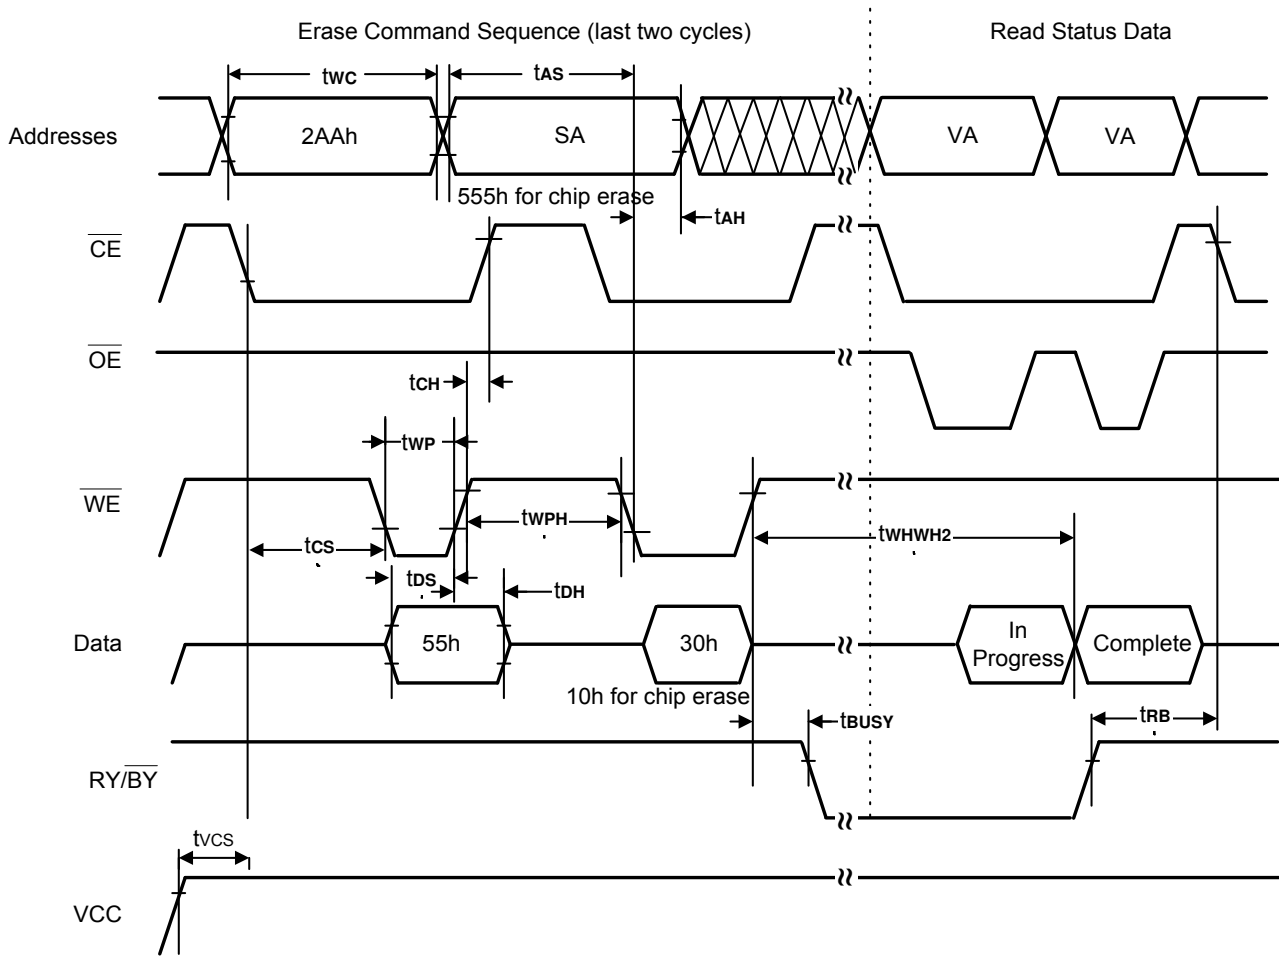 Erase Command Sequence (last two cycles)
Read Status Data
tWC
tAS
Addresses
2AAh
SA
VA
VA
555h for chip erase
tAH
CE
OE
tCH
tWP
WE
tWPH
tWHWH2
tCS
tDS
tDH
Data
55h
30h
In
Progress
Complete
10h for chip erase
tBUSY
tRB
RY/BY
tVCS
VCC